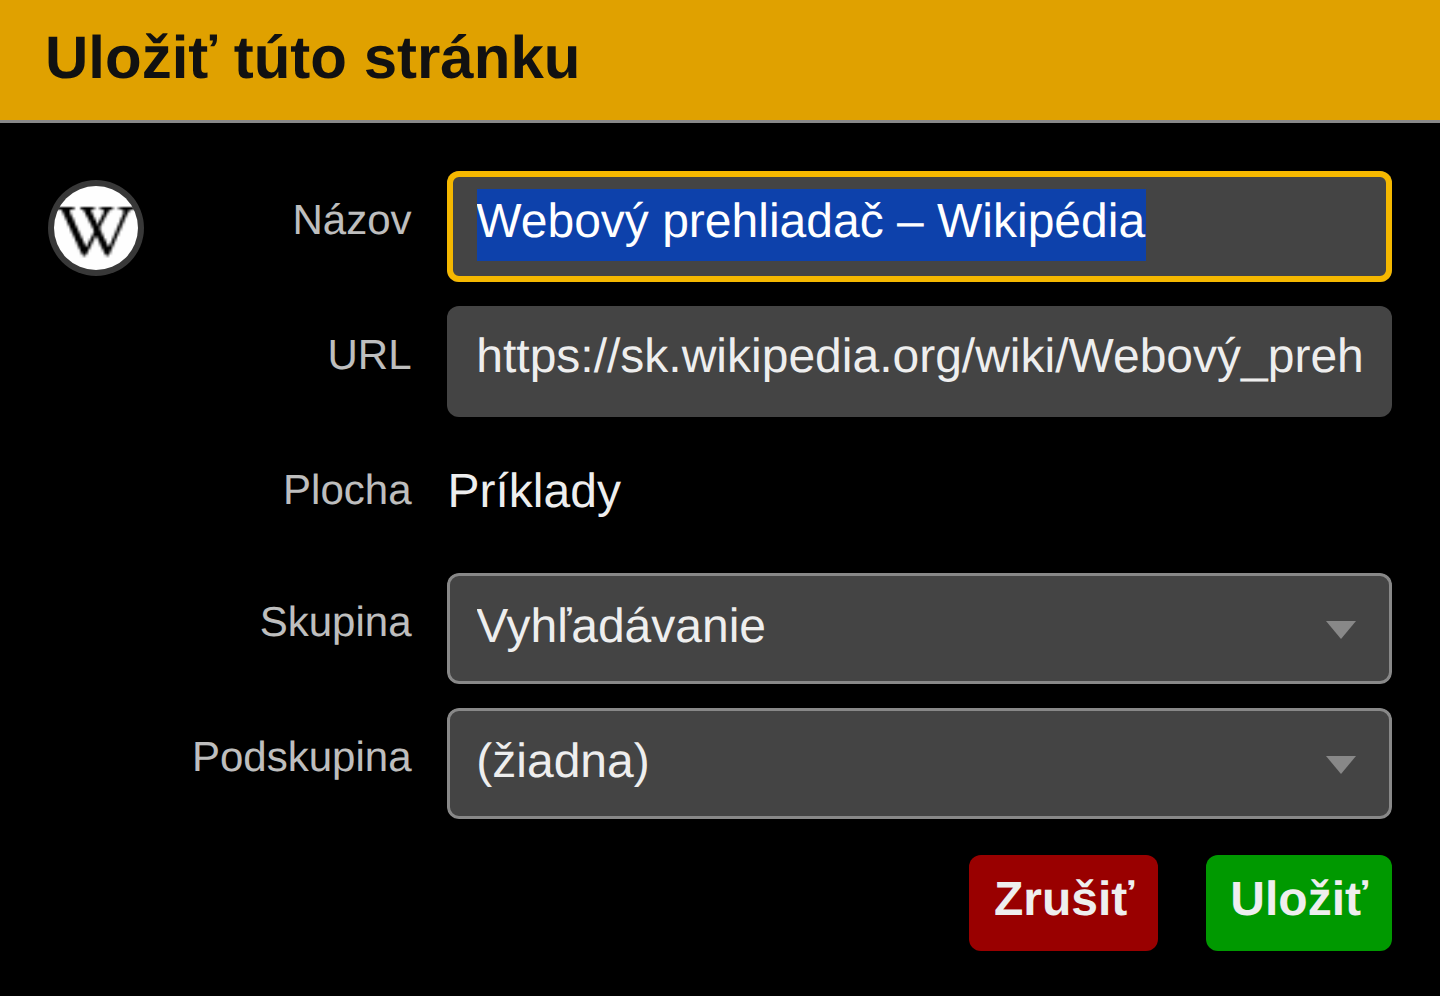 Uložiť túto stránku
W
Názov
Webový prehliadač – Wikipédia
URL
https://sk.wikipedia.org/wiki/Webový_preh
Plocha
Príklady
Skupina
Vyhľadávanie
Podskupina
(žiadna)
Zrušiť
Uložiť